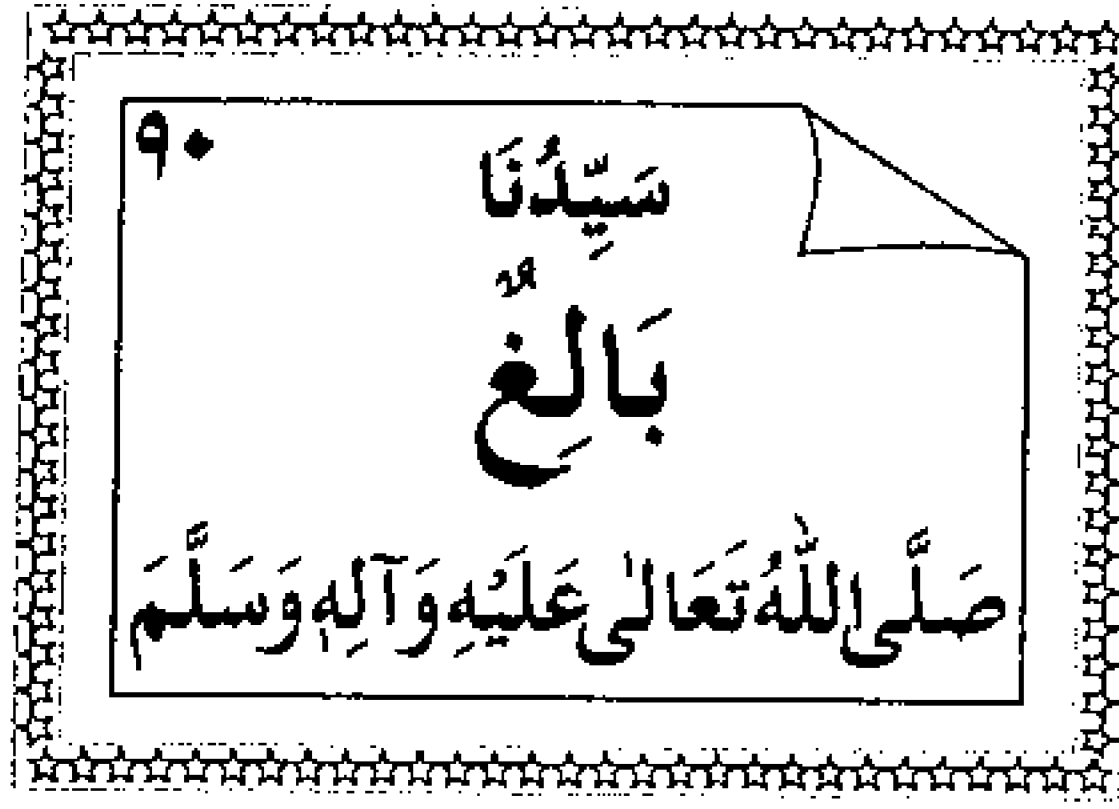 ٩٠
سَيِّدُنَا
بَالِغٌ
صَلَّى اللّٰهُ تَعَالٰى عَلَيْهِ وَآلِهٖ وَسَلَّمَ